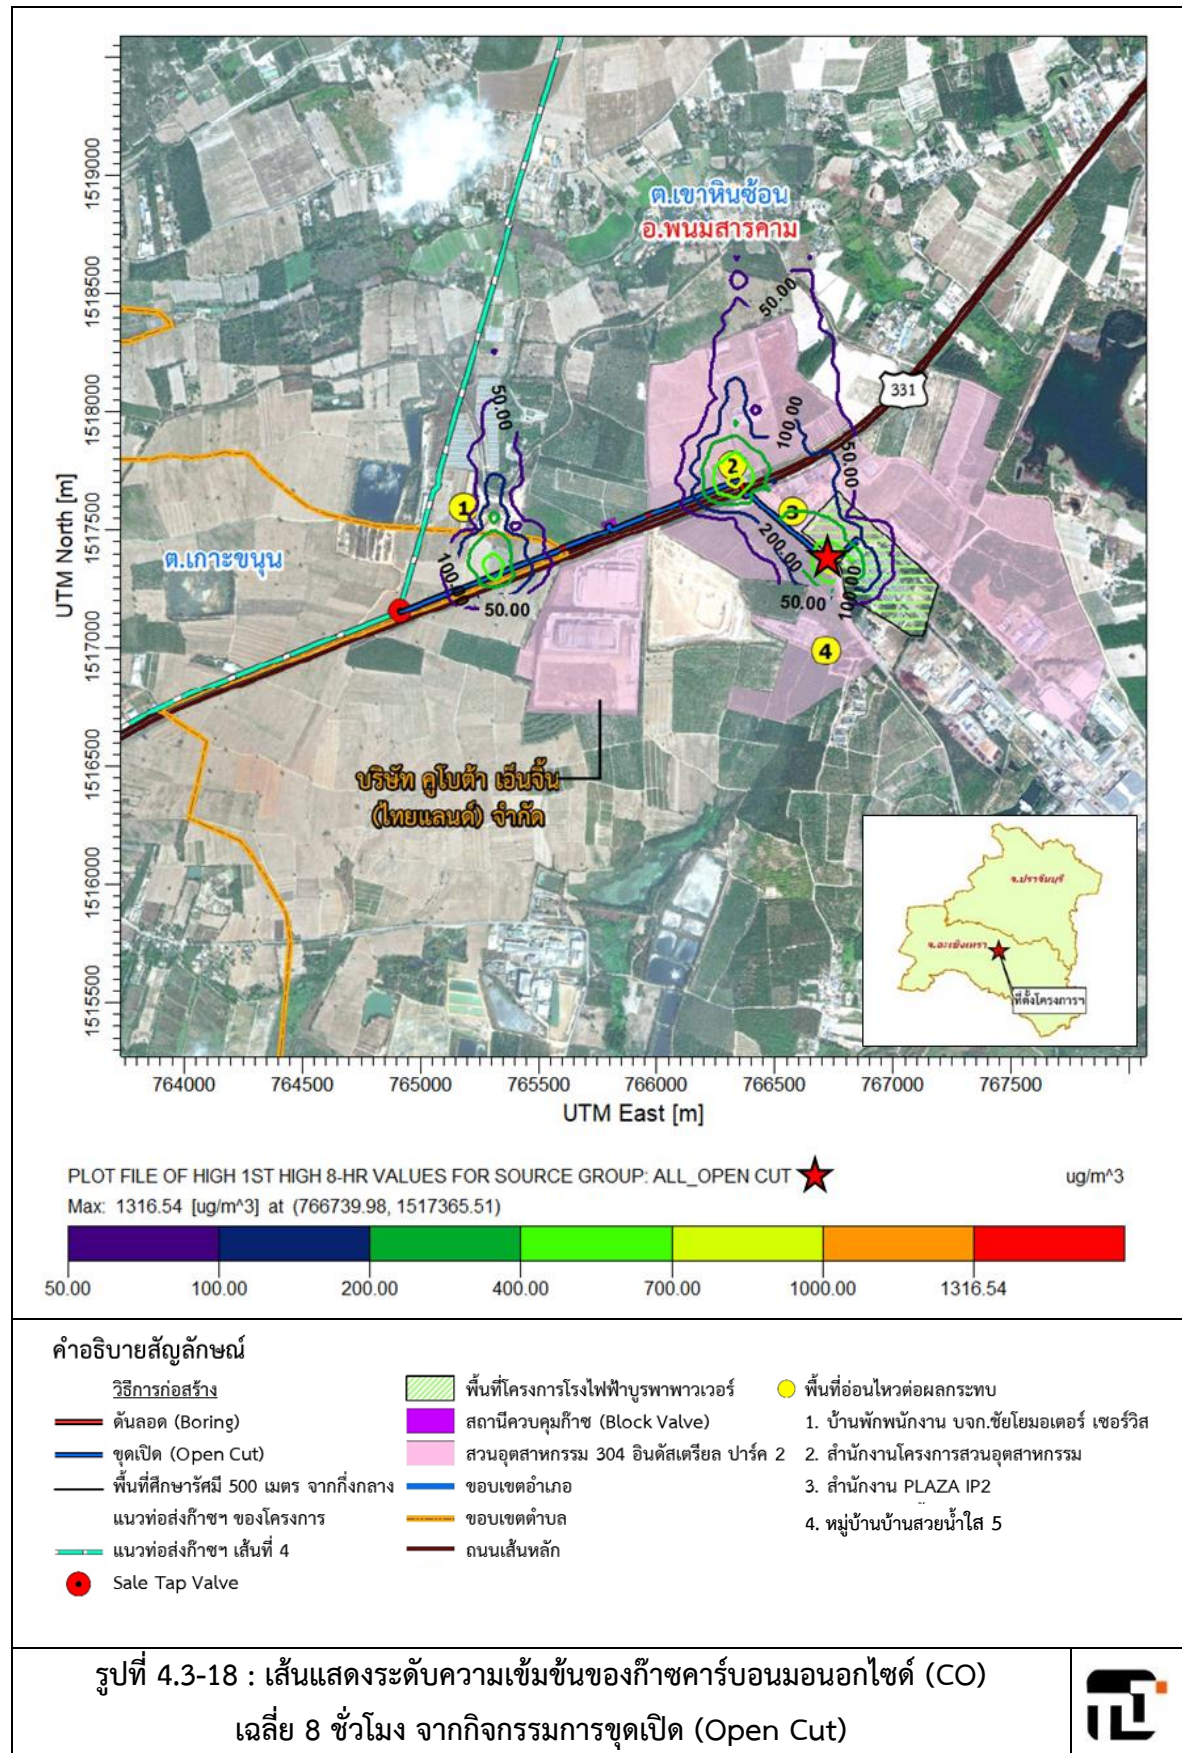 ต.เขาหินซ้อน
อ.พนมสารคาม
331
50.00
50.00
100.00
50.00
200.00
50.00
100.00
100.00
50.00
1
2
3
4
ต.เกาะขนุน
บริษัท คูโบต้า เอ็นจิ้น
(ไทยแลนด์) จำกัด
จ.ปราจีนบุรี
จ.ฉะเชิงเทรา
ที่ตั้งโครงการฯ
UTM North [m]
1519000
1518500
1518000
1517500
1517000
1516500
1516000
1515500
764000 764500 765000 765500 766000 766500 767000 767500
UTM East [m]
PLOT FILE OF HIGH 1ST HIGH 8-HR VALUES FOR SOURCE GROUP: ALL_OPEN CUT ug/m^3
Max: 1316.54 [ug/m^3] at (766739.98, 1517365.51)
50.00 100.00 200.00 400.00 700.00 1000.00 1316.54
คำอธิบายสัญลักษณ์
วิธีการก่อสร้าง
ดันลอด (Boring)
ขุดเปิด (Open Cut)
พื้นที่ศึกษารัศมี 500 เมตร จากกึ่งกลาง
แนวท่อส่งก๊าซฯ ของโครงการ
แนวท่อส่งก๊าซฯ เส้นที่ 4
Sale Tap Valve
พื้นที่โครงการโรงไฟฟ้าบูรพาพาวเวอร์
สถานีควบคุมก๊าซ (Block Valve)
สวนอุตสาหกรรม 304 อินดัสเตรียล ปาร์ค 2
ขอบเขตอำเภอ
ขอบเขตตำบล
ถนนเส้นหลัก
พื้นที่อ่อนไหวต่อผลกระทบ
1. บ้านพักพนักงาน บจก.ชัยโยมอเตอร์ เซอร์วิส
2. สำนักงานโครงการสวนอุตสาหกรรม
3. สำนักงาน PLAZA IP2
4. หมู่บ้านบ้านสวยน้ำใส 5
รูปที่ 4.3-18 : เส้นแสดงระดับความเข้มข้นของก๊าซคาร์บอนมอนอกไซด์ (CO)
เฉลี่ย 8 ชั่วโมง จากกิจกรรมการขุดเปิด (Open Cut)